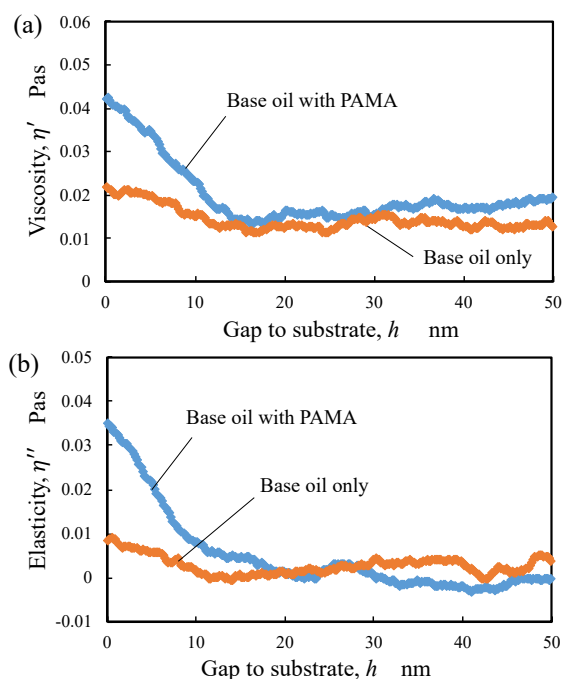 (a)
0.06
0.05
0.04
0.03
0.02
0.01
0
Viscosity, η′ Pas
Base oil with PAMA
Base oil only
0 10 20 30 40 50
Gap to substrate, h nm
(b)
0.05
0.04
0.03
0.02
0.01
0
-0.01
Elasticity, η″ Pas
Base oil with PAMA
Base oil only
0 10 20 30 40 50
Gap to substrate, h nm